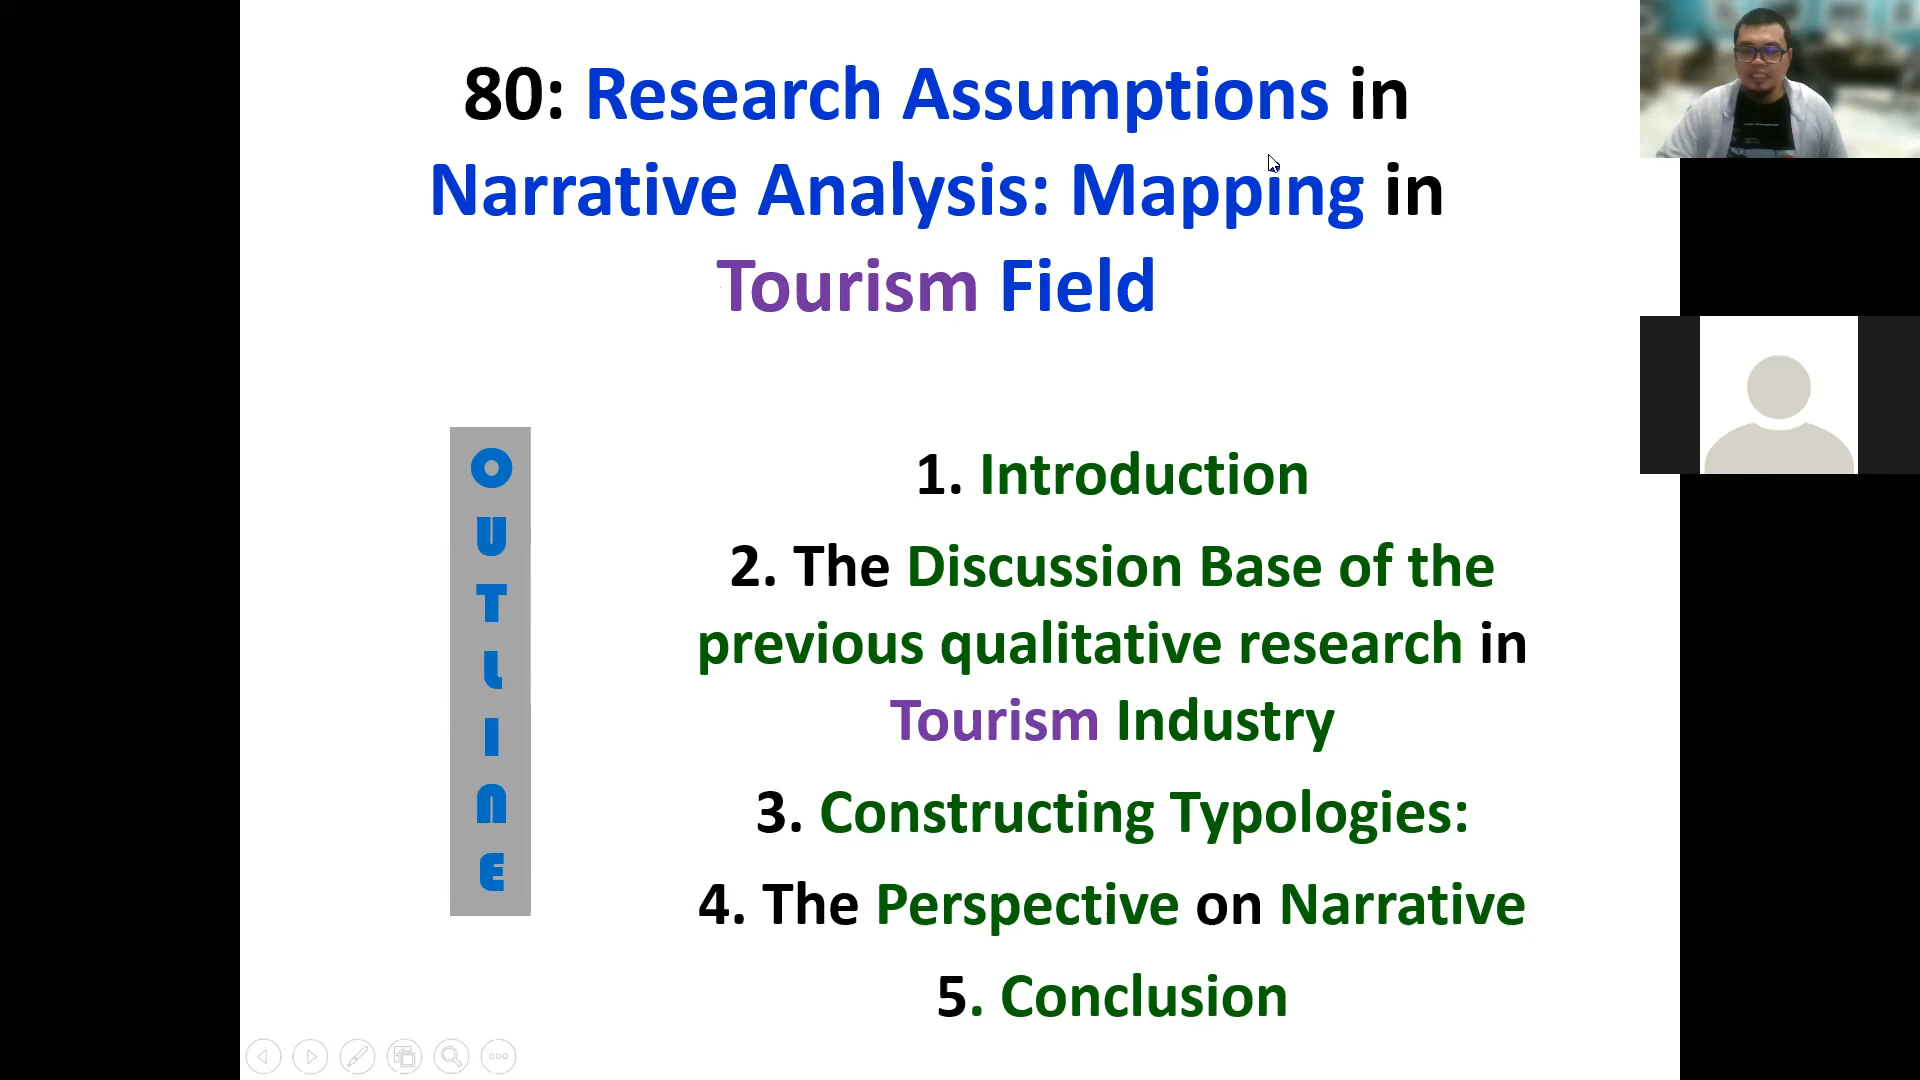 80: Research Assumptions in
Narrative Analysis: Mapping in
Tourism Field
OUTLINE
1. Introduction
2. The Discussion Base of the
previous qualitative research in
Tourism Industry
3. Constructing Typologies:
4. The Perspective on Narrative
5. Conclusion